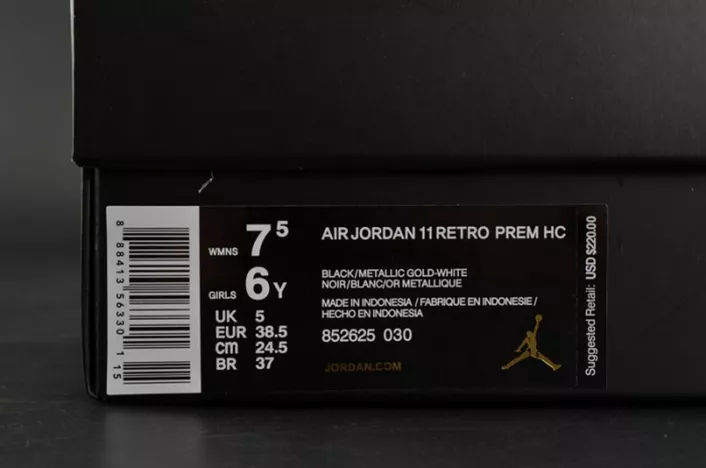 8 88413 56330 1 15
WMNS 7 5
GIRLS 6 Y
UK 5
EUR 38.5
CM 24.5
BR 37
AIR JORDAN 11 RETRO PREM HC
BLACK/METALLIC GOLD-WHITE
NOIR/BLANC/OR METALLIQUE
MADE IN INDONESIA / FABRIQUE EN INDONESIE /
HECHO EN INDONESIA
852625 030
JORDAN.COM
Suggested Retail: USD $220.00